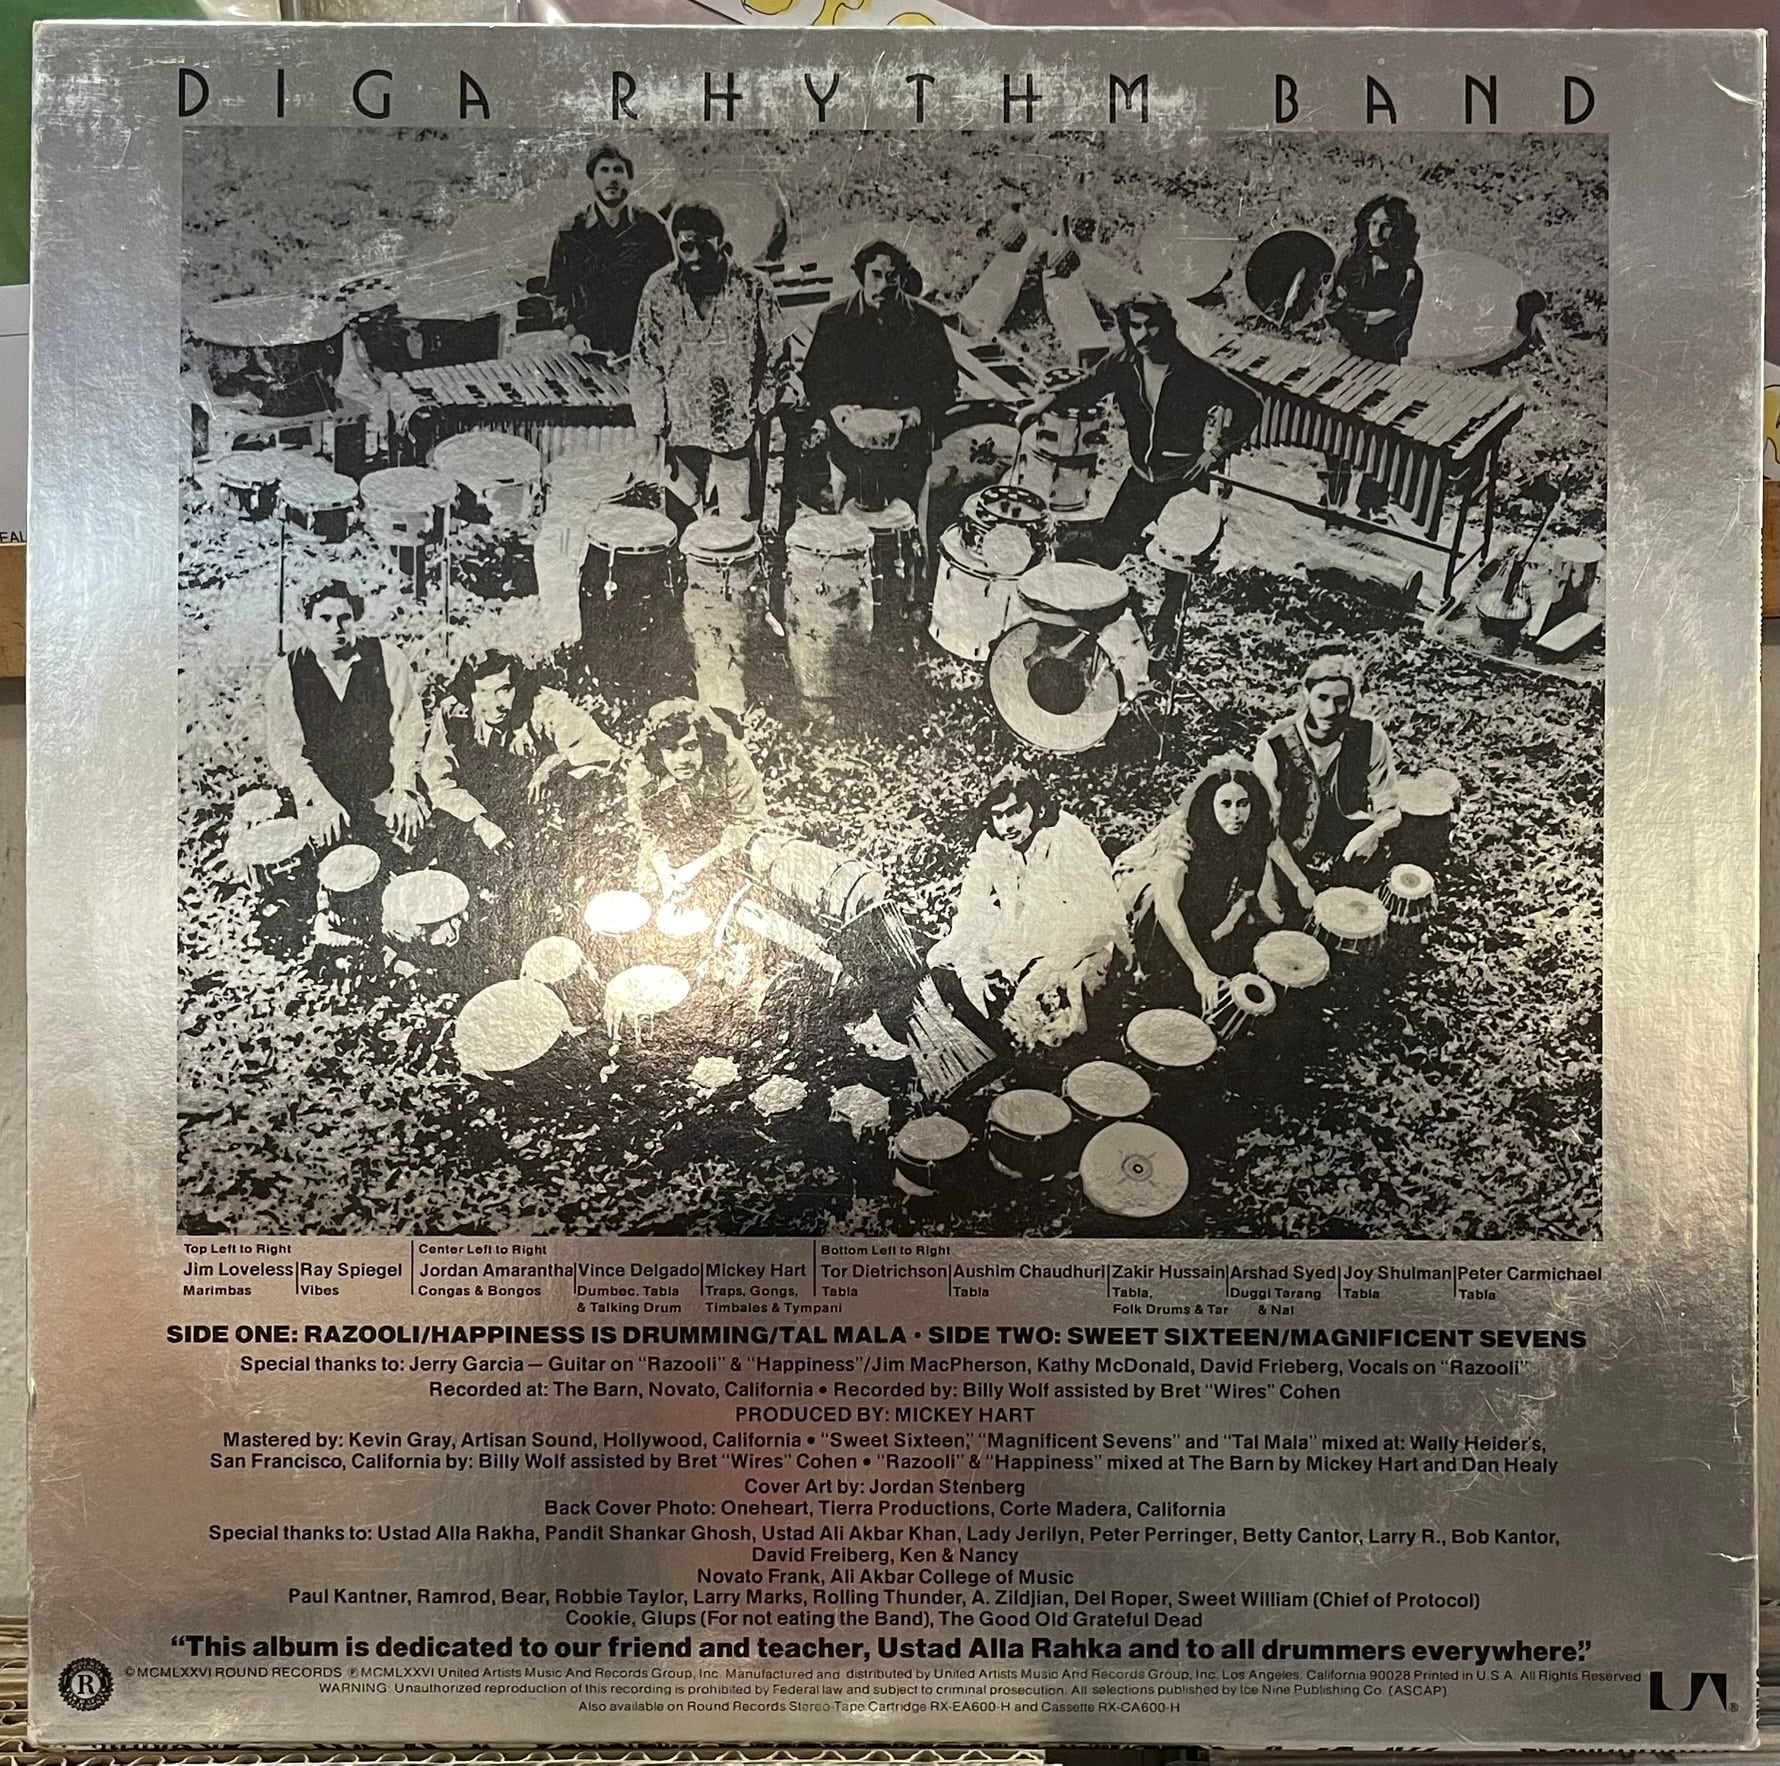 DIGA RHYTHM BAND
EAL
Top Left to Right
Jim Loveless Ray Spiegel
Marimbas Vibes
Center Left to Right
Jordan Amarantha Vince Delgado Mickey Hart
Congas & Bongos Dumbec, Tabla Traps, Gongs,
& Talking Drum Timbales & Tympani
Bottom Left to Right
Tor Dietrichson Aushim Chaudhuri Zakir Hussain Arshad Syed Joy Shulman Peter Carmichael
Tabla Tabla Tabla, Duggi Tarang Tabla Tabla
Folk Drums & Tar & Nal
SIDE ONE: RAZOOLI/HAPPINESS IS DRUMMING/TAL MALA • SIDE TWO: SWEET SIXTEEN/MAGNIFICENT SEVENS
Special thanks to: Jerry Garcia — Guitar on “Razooli” & “Happiness”/Jim MacPherson, Kathy McDonald, David Frieberg, Vocals on “Razooli”
Recorded at: The Barn, Novato, California • Recorded by: Billy Wolf assisted by Bret “Wires” Cohen
PRODUCED BY: MICKEY HART
Mastered by: Kevin Gray, Artisan Sound, Hollywood, California • “Sweet Sixteen,” “Magnificent Sevens” and “Tal Mala” mixed at: Wally Heider's,
San Francisco, California by: Billy Wolf assisted by Bret “Wires” Cohen • “Razooli” & “Happiness” mixed at The Barn by Mickey Hart and Dan Healy
Cover Art by: Jordan Stenberg
Back Cover Photo: Oneheart, Tierra Productions, Corte Madera, California
Special thanks to: Ustad Alla Rakha, Pandit Shankar Ghosh, Ustad Ali Akbar Khan, Lady Jerilyn, Peter Perringer, Betty Cantor, Larry R., Bob Kantor,
David Freiberg, Ken & Nancy
Novato Frank, Ali Akbar College of Music
Paul Kantner, Ramrod, Bear, Robbie Taylor, Larry Marks, Rolling Thunder, A. Zildjian, Del Roper, Sweet William (Chief of Protocol)
Cookie, Glups (For not eating the Band), The Good Old Grateful Dead
“This album is dedicated to our friend and teacher, Ustad Alla Rahka and to all drummers everywhere.”
©MCMLXXVI ROUND RECORDS ℗MCMLXXVI United Artists Music And Records Group, Inc. Manufactured and distributed by United Artists Music And Records Group, Inc. Los Angeles, California 90028 Printed in U.S.A. All Rights Reserved
WARNING: Unauthorized reproduction of this recording is prohibited by Federal law and subject to criminal prosecution. All selections published by Ice Nine Publishing Co. (ASCAP)
Also available on Round Records Stereo-Tape Cartridge RX-EA600-H and Cassette RX-CA600-H
R
UA®